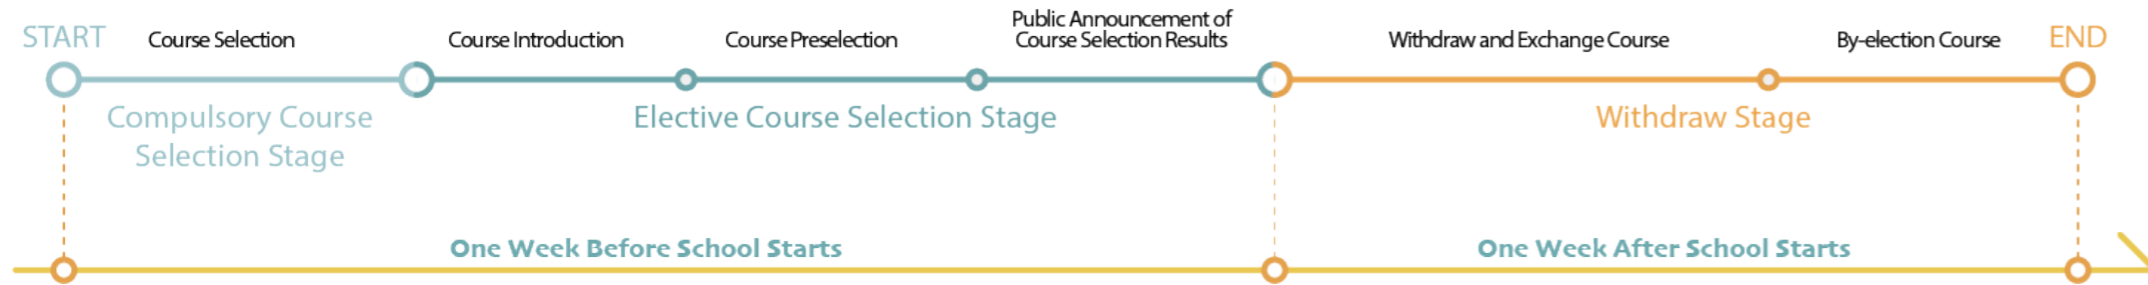 START
Course Selection
Course Introduction
Course Preselection
Public Announcement of
Course Selection Results
Withdraw and Exchange Course
By-election Course
END
Compulsory Course
Selection Stage
Elective Course Selection Stage
Withdraw Stage
One Week Before School Starts
One Week After School Starts